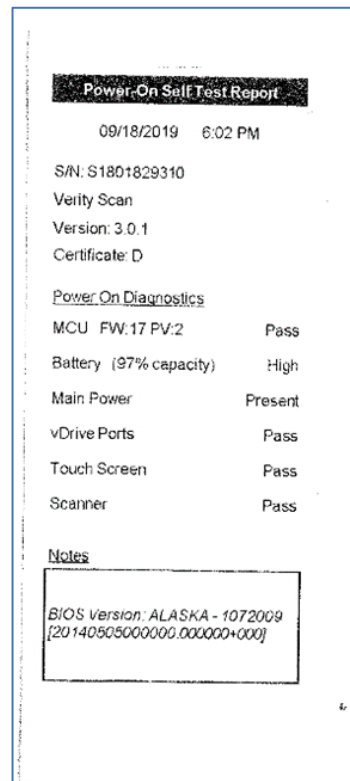 Power-On Self Test Report
09/18/2019 6:02 PM
S/N: S1801829310
Verity Scan
Version: 3.0.1
Certificate: D
Power On Diagnostics
MCU FW:17 PV:2 Pass
Battery (97% capacity) High
Main Power Present
vDrive Ports Pass
Touch Screen Pass
Scanner Pass
Notes
BIOS Version: ALASKA - 1072009
[20140505000000.000000+000]